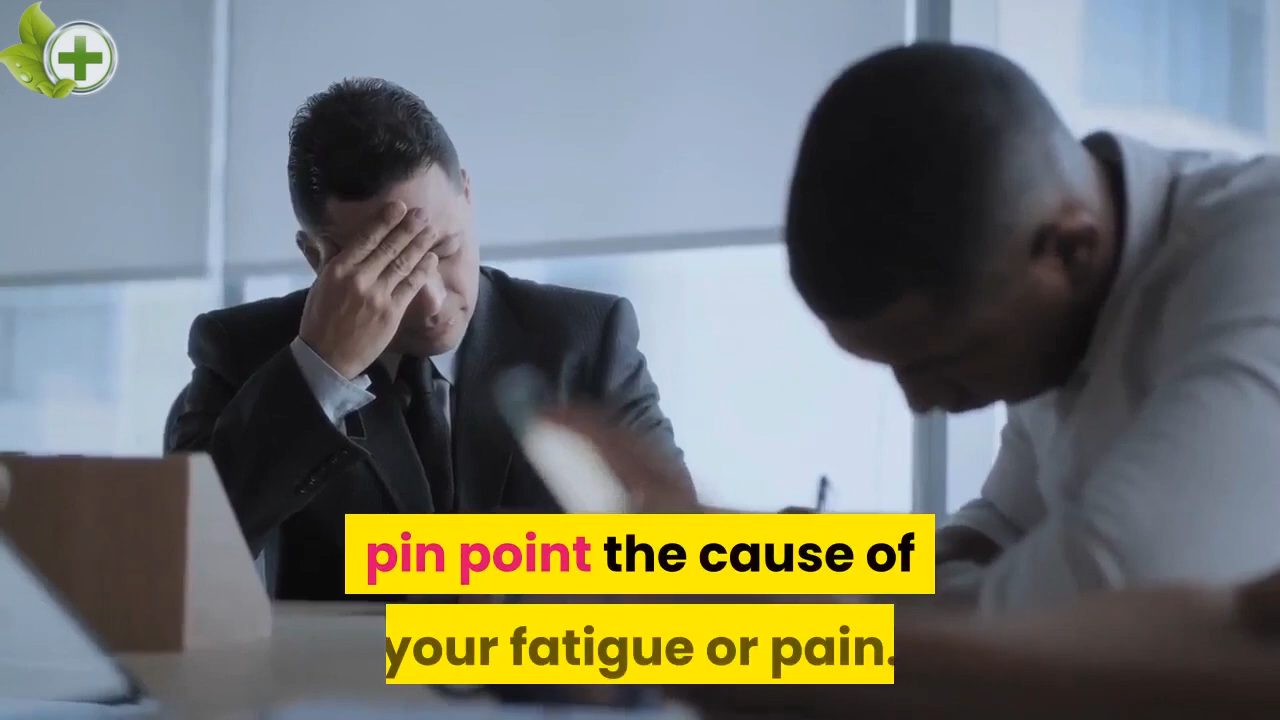 pin point the cause of
your fatigue or pain.